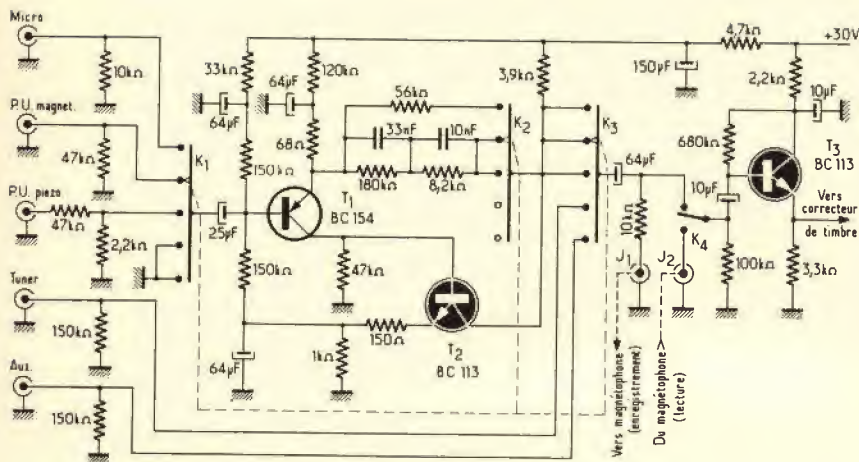 Micro
10kΩ
P.U. magnet.
47kΩ
P.U. piezo
47kΩ
2,2kΩ
Tuner
150kΩ
Aux.
150kΩ
K1
25µF
33kΩ
64µF
150kΩ
150kΩ
64µF
120kΩ
64µF
68Ω
T1
BC 154
47kΩ
1kΩ
150Ω
T2
BC 113
56kΩ
33nF
10nF
180kΩ
8,2kΩ
K2
3,9kΩ
K3
64µF
10kΩ
J1
J2
K4
Vers magnétophone
(enregistrement)
Du magnétophone
(lecture)
150µF
4,7kΩ
+30V
2,2kΩ
10µF
680kΩ
10µF
T3
BC 113
100kΩ
Vers
correcteur
de timbre
3,3kΩ